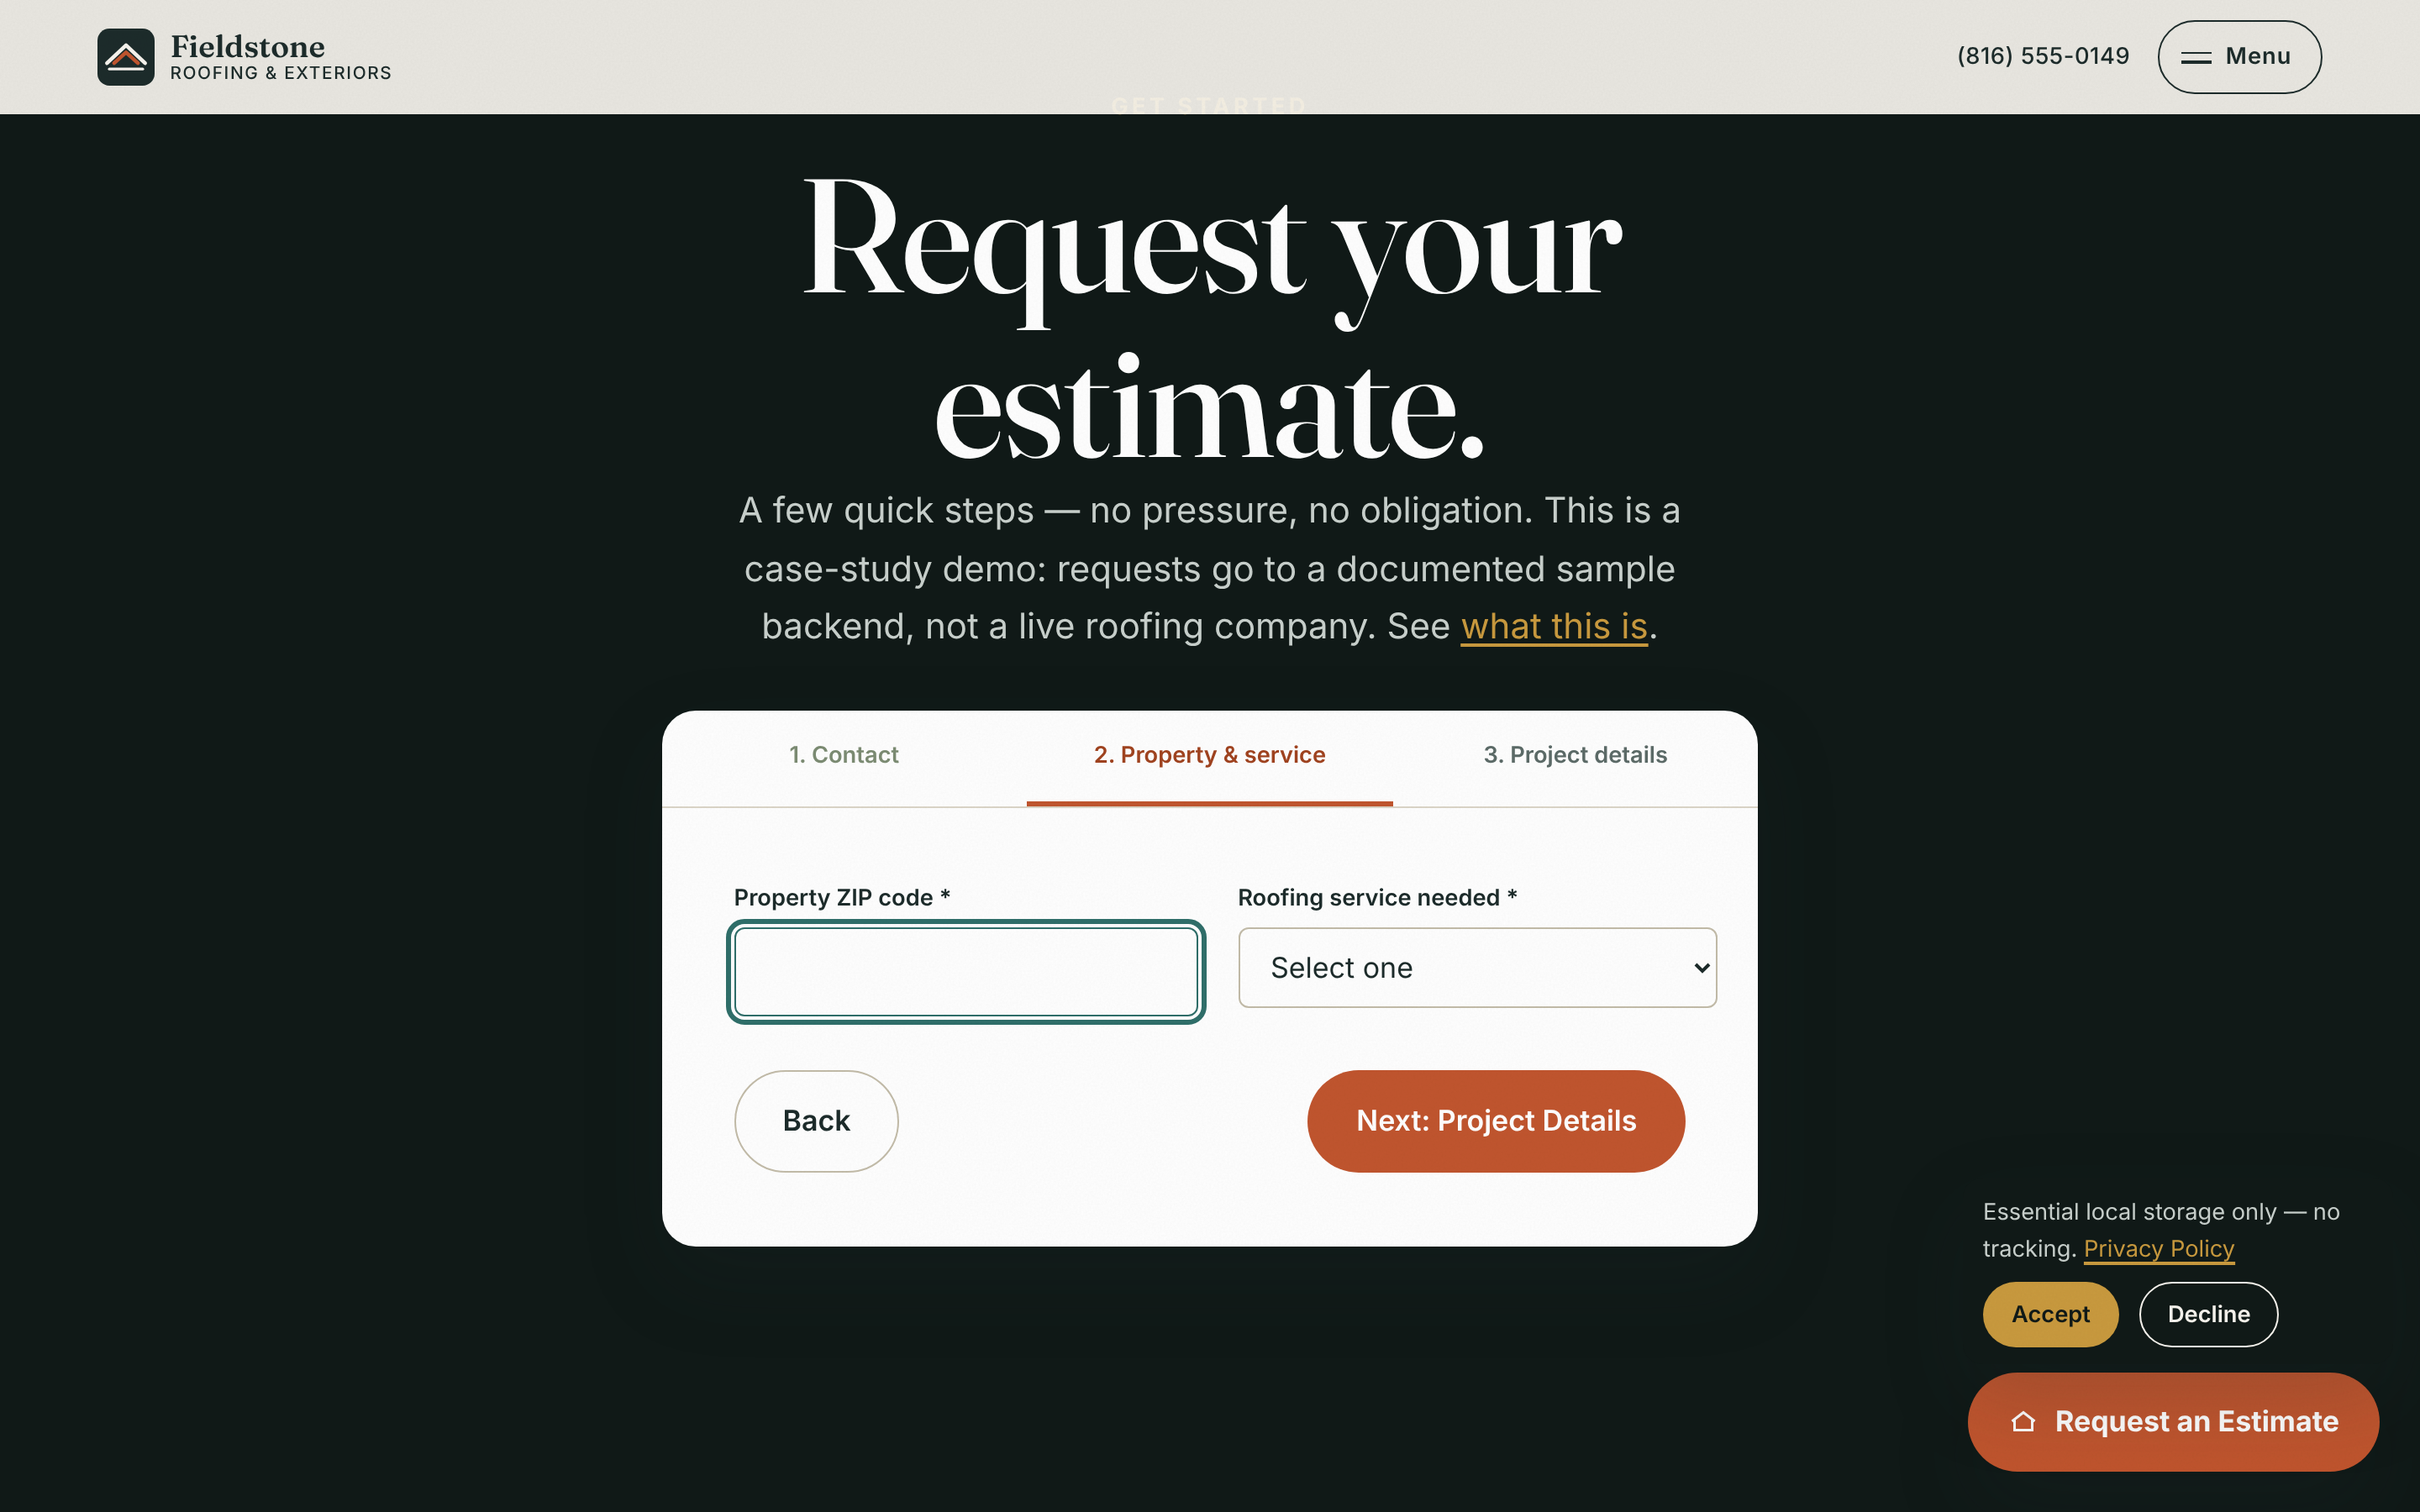 Fieldstone
ROOFING & EXTERIORS
(816) 555-0149
Menu
GET STARTED
Request your
estimate.
A few quick steps — no pressure, no obligation. This is a
case-study demo: requests go to a documented sample
backend, not a live roofing company. See what this is.
1. Contact
2. Property & service
3. Project details
Property ZIP code *
Roofing service needed *
Select one
Back
Next: Project Details
Essential local storage only — no
tracking. Privacy Policy
Accept
Decline
Request an Estimate